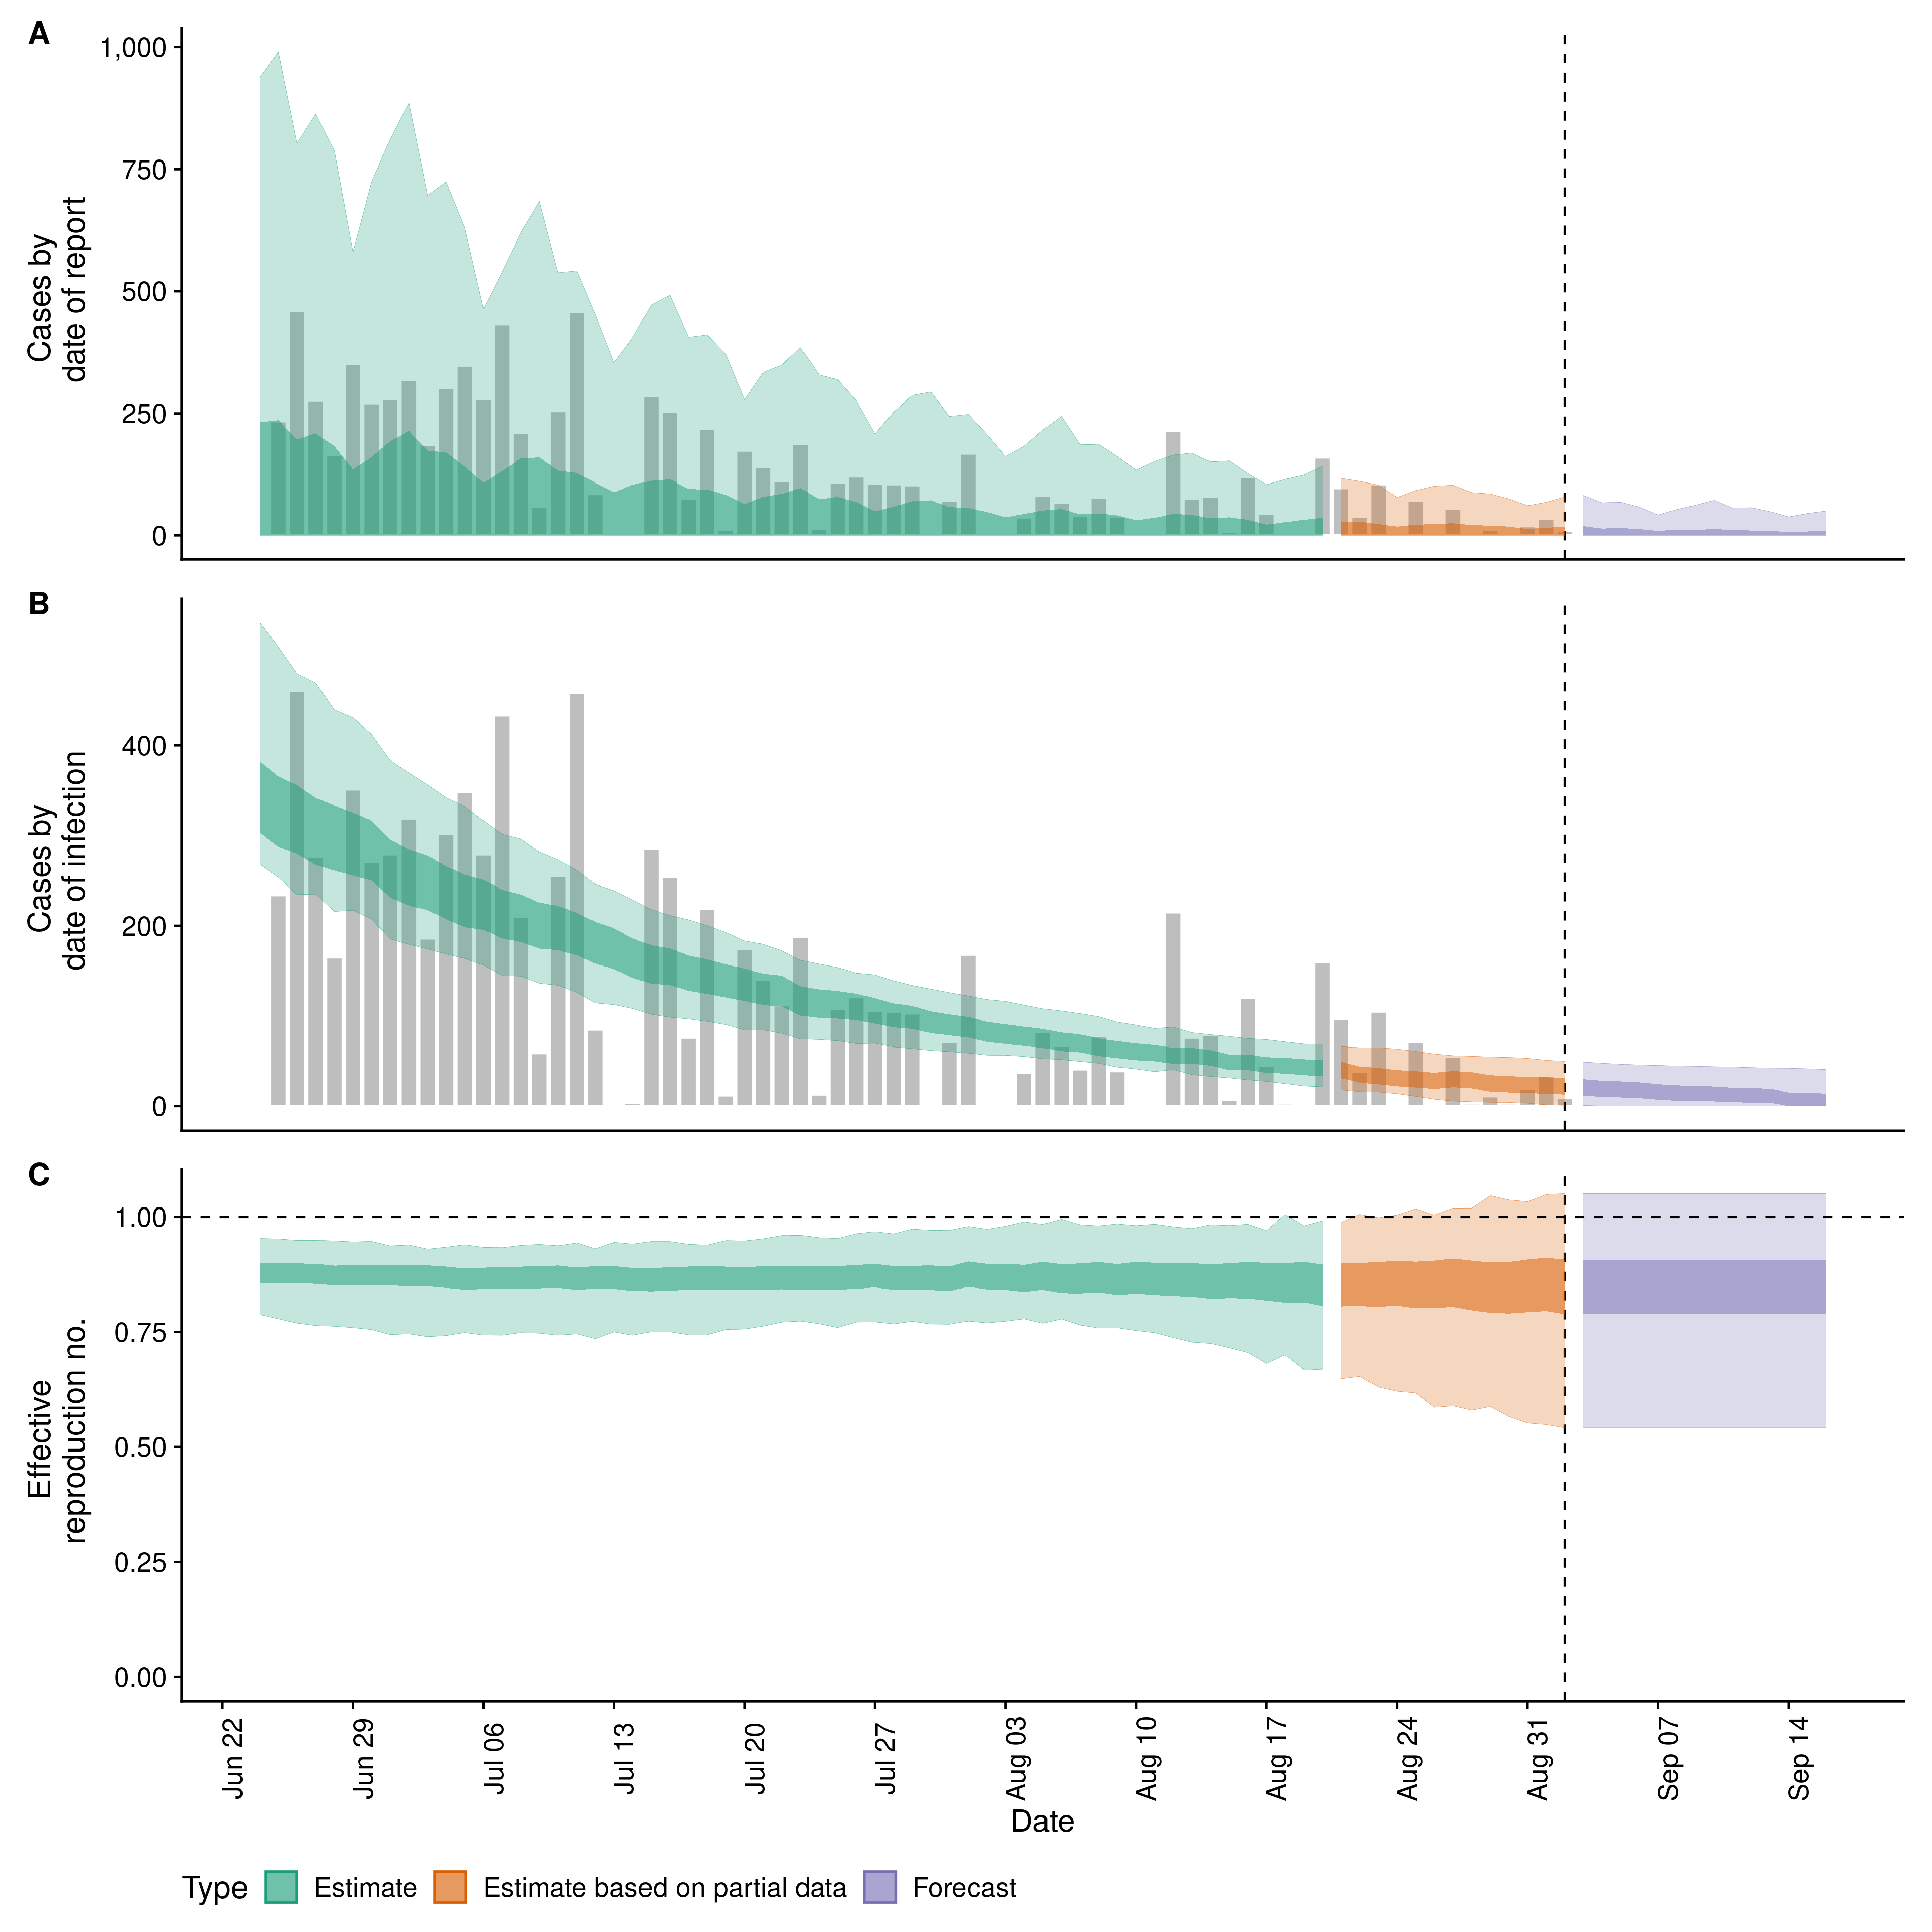 A
Cases by
date of report
1,000
750
500
250
0
B
Cases by
date of infection
400
200
0
C
Effective
reproduction no.
1.00
0.75
0.50
0.25
0.00
Jun 22
Jun 29
Jul 06
Jul 13
Jul 20
Jul 27
Aug 03
Aug 10
Aug 17
Aug 24
Aug 31
Sep 07
Sep 14
Date
Type Estimate Estimate based on partial data Forecast